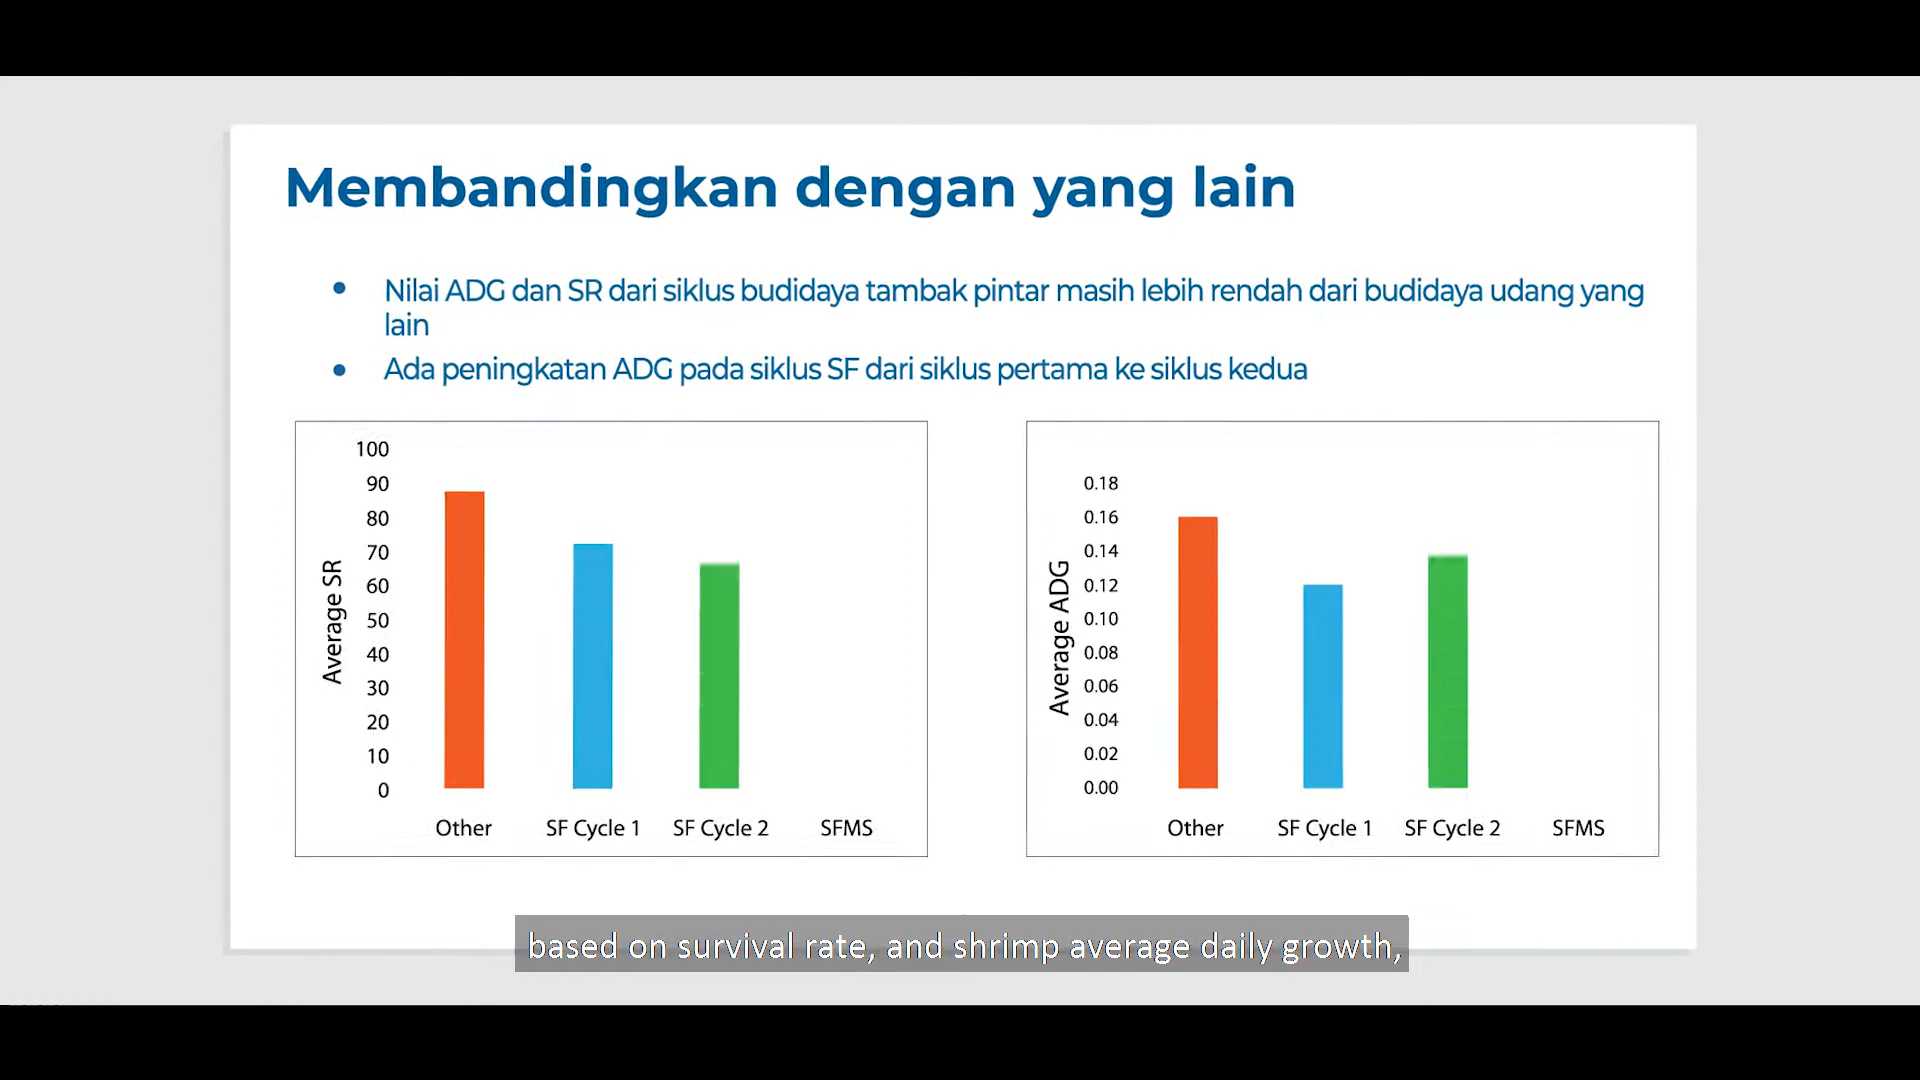 Membandingkan dengan yang lain
• Nilai ADG dan SR dari siklus budidaya tambak pintar masih lebih rendah dari budidaya udang yang
lain
• Ada peningkatan ADG pada siklus SF dari siklus pertama ke siklus kedua
Average SR
100
90
80
70
60
50
40
30
20
10
0
Other SF Cycle 1 SF Cycle 2 SFMS
Average ADG
0.18
0.16
0.14
0.12
0.10
0.08
0.06
0.04
0.02
0.00
Other SF Cycle 1 SF Cycle 2 SFMS
based on survival rate, and shrimp average daily growth,